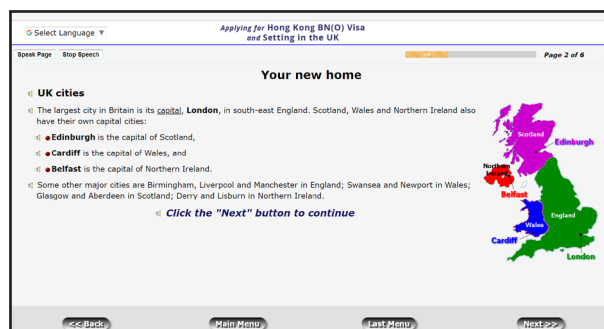 G Select Language ▼
Applying for Hong Kong BN(O) Visa
and Setting in the UK
Speak Page
Stop Speech
Page 2 of 6
Your new home
UK cities
The largest city in Britain is its capital, London, in south-east England. Scotland, Wales and Northern Ireland also
have their own capital cities:
Edinburgh is the capital of Scotland,
Cardiff is the capital of Wales, and
Belfast is the capital of Northern Ireland.
Some other major cities are Birmingham, Liverpool and Manchester in England; Swansea and Newport in Wales;
Glasgow and Aberdeen in Scotland; Derry and Lisburn in Northern Ireland.
Click the "Next" button to continue
Scotland
Edinburgh
Northern
Ireland
Belfast
England
Wales
Cardiff
London
<< Back
Main Menu
Last Menu
Next >>